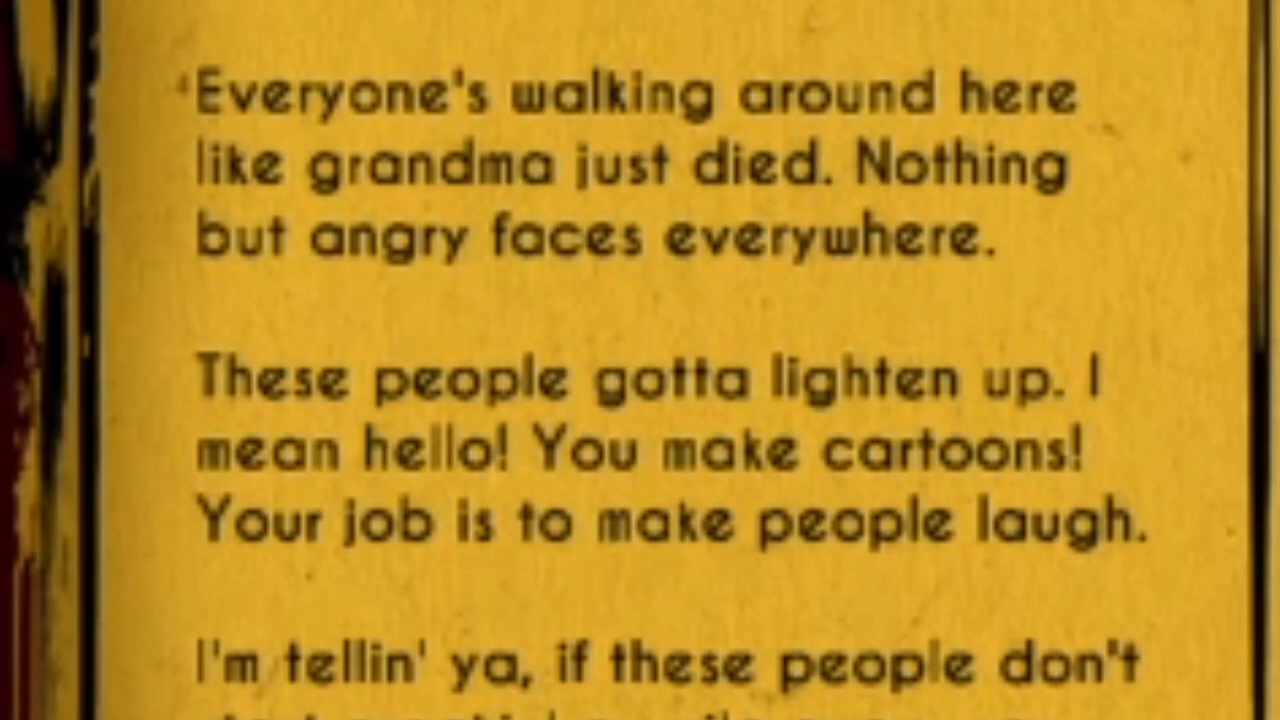 Everyone's walking around here
like grandma just died. Nothing
but angry faces everywhere.
These people gotta lighten up. I
mean hello! You make cartoons!
Your job is to make people laugh.
I'm tellin' ya, if these people don't